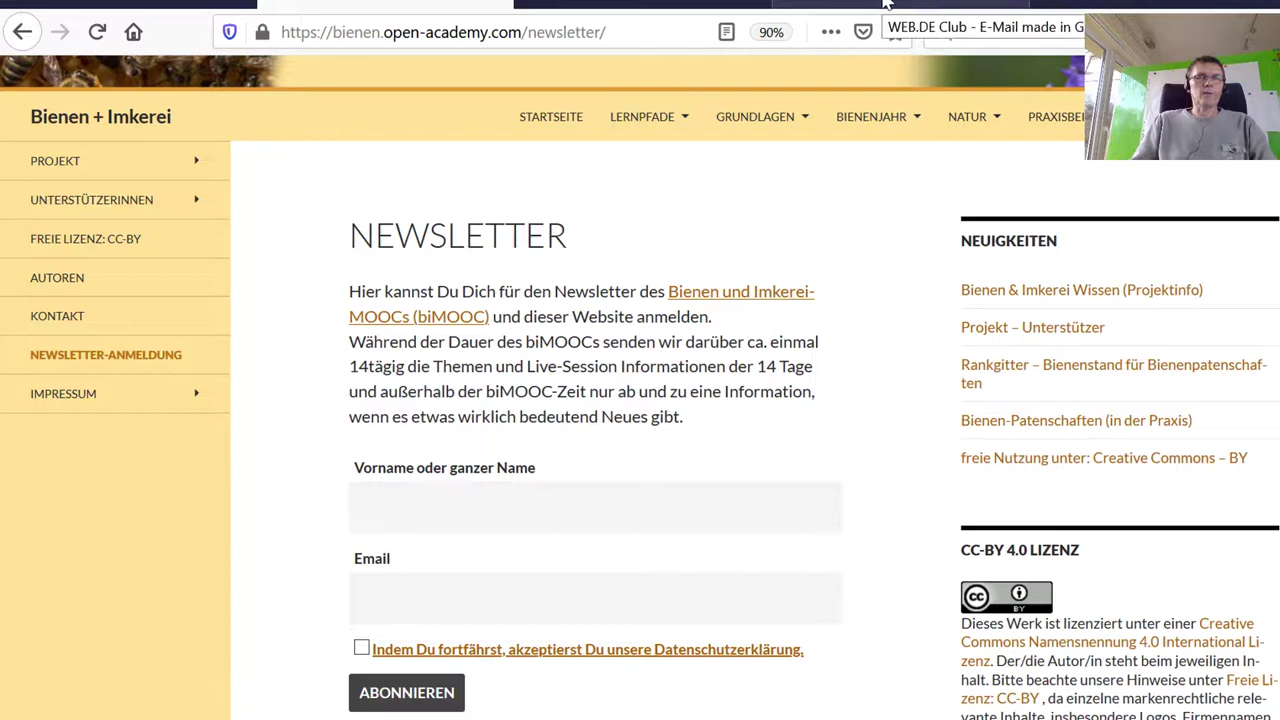 WEB.DE Club - E-Mail made in G
https://bienen.open-academy.com/newsletter/
90%
Bienen + Imkerei
STARTSEITE
LERNPFADE
GRUNDLAGEN
BIENENJAHR
NATUR
PRAXISBEI
PROJEKT
UNTERSTÜTZERINNEN
FREIE LIZENZ: CC-BY
AUTOREN
KONTAKT
NEWSLETTER-ANMELDUNG
IMPRESSUM
NEWSLETTER
Hier kannst Du Dich für den Newsletter des Bienen und Imkerei-
MOOCs (biMOOC) und dieser Website anmelden.
Während der Dauer des biMOOCs senden wir darüber ca. einmal
14tägig die Themen und Live-Session Informationen der 14 Tage
und außerhalb der biMOOC-Zeit nur ab und zu eine Information,
wenn es etwas wirklich bedeutend Neues gibt.
Vorname oder ganzer Name
Email
Indem Du fortfährst, akzeptierst Du unsere Datenschutzerklärung.
ABONNIEREN
NEUIGKEITEN
Bienen & Imkerei Wissen (Projektinfo)
Projekt – Unterstützer
Rankgitter – Bienenstand für Bienenpatenschaf-
ten
Bienen-Patenschaften (in der Praxis)
freie Nutzung unter: Creative Commons – BY
CC-BY 4.0 LIZENZ
cc
BY
Dieses Werk ist lizenziert unter einer Creative
Commons Namensnennung 4.0 International Li-
zenz. Der/die Autor/in steht beim jeweiligen In-
halt. Bitte beachte unsere Hinweise unter Freie Li-
zenz: CC-BY , da einzelne markenrechtliche rele-
vante Inhalte, insbesondere Logos, Firmennamen